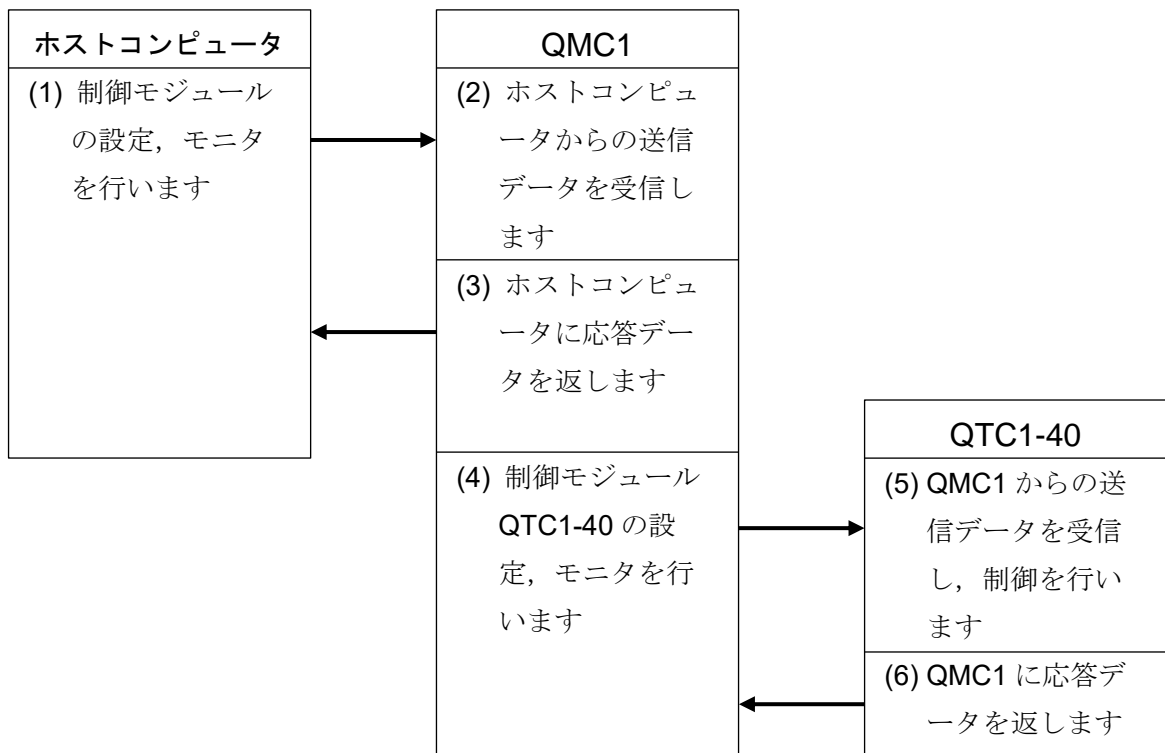 ホストコンピュータ
(1) 制御モジュール
の設定，モニタ
を行います
QMC1
(2) ホストコンピュ
ータからの送信
データを受信し
ます
(3) ホストコンピュ
ータに応答デー
タを返します
(4) 制御モジュール
QTC1-40 の設
定，モニタを行
います
QTC1-40
(5) QMC1 からの送
信データを受信
し，制御を行い
ます
(6) QMC1 に応答デ
ータを返します